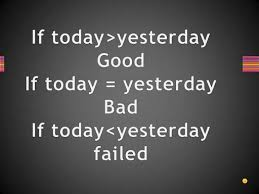 If today>yesterday
Good
If today = yesterday
Bad
If today<yesterday
failed